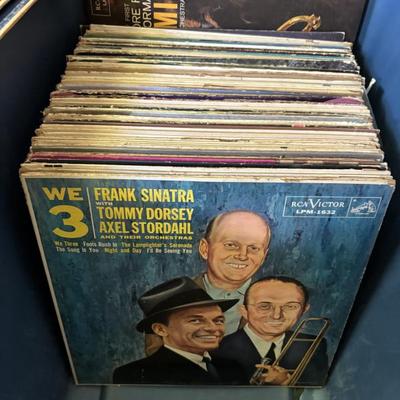 WE
3
FRANK SINATRA
WITH
TOMMY DORSEY
AXEL STORDAHL
AND THEIR ORCHESTRAS
We Three Fools Rush In The Lamplighter's Serenade
The Song Is You Night and Day I'll Be Seeing You
RCA VICTOR
LPM-1632